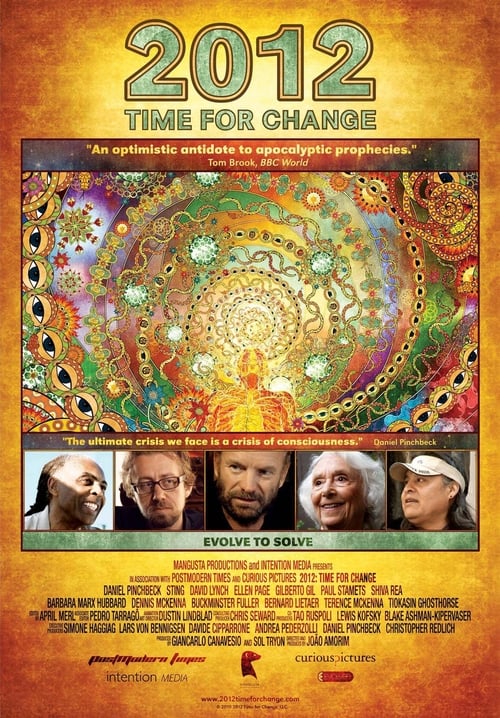 2012
TIME FOR CHANGE
"An optimistic antidote to apocalyptic prophecies."
Tom Brook, BBC World
"The ultimate crisis we face is a crisis of consciousness." Daniel Pinchbeck
EVOLVE TO SOLVE
MANGUSTA PRODUCTIONS and INTENTION MEDIA PRESENTS
IN ASSOCIATION WITH POSTMODERN TIMES AND CURIOUS PICTURES 2012: TIME FOR CHANGE
DANIEL PINCHBECK STING DAVID LYNCH ELLEN PAGE GILBERTO GIL PAUL STAMETS SHIVA REA
BARBARA MARX HUBBARD DENNIS MCKENNA BUCKMINSTER FULLER BERNARD LIETAER TERENCE MCKENNA TIOKASIN GHOSTHORSE
APRIL MERL PEDRO TARRAGO DUSTIN LINDBLAD CHRIS SEWARD TAO RUSPOLI LEWIS KOFSKY BLAKE ASHMAN-KIPERVASER
SIMONE HAGGIAG LARS VON BENNIGSEN DAVIDE CIPPARRONE ANDREA PEDERZOLLI DANIEL PINCHBECK CHRISTOPHER REDLICH
GIANCARLO CANAVESIO AND SOL TRYON JOÃO AMORIM
PostModern Times
curiouspictures
intention MEDIA
EVOLVER
www.2012timeforchange.com